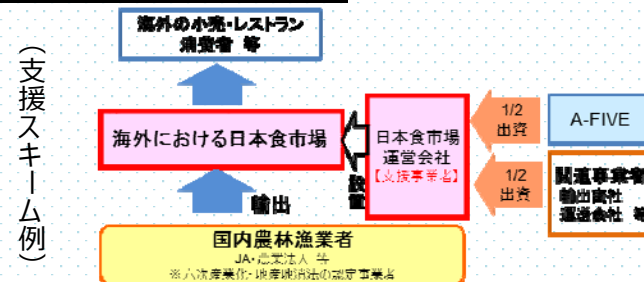 （支援スキーム例）
海外の小売・レストラン
消費者 等
海外における日本食市場
設置
日本食市場
運営会社
【支援事業者】
1/2
出資
A-FIVE
1/2
出資
関連事業者
輸出商社
運送会社 等
輸出
国内農林漁業者
JA・農業法人 等
※六次産業化・地産地消法の認定事業者